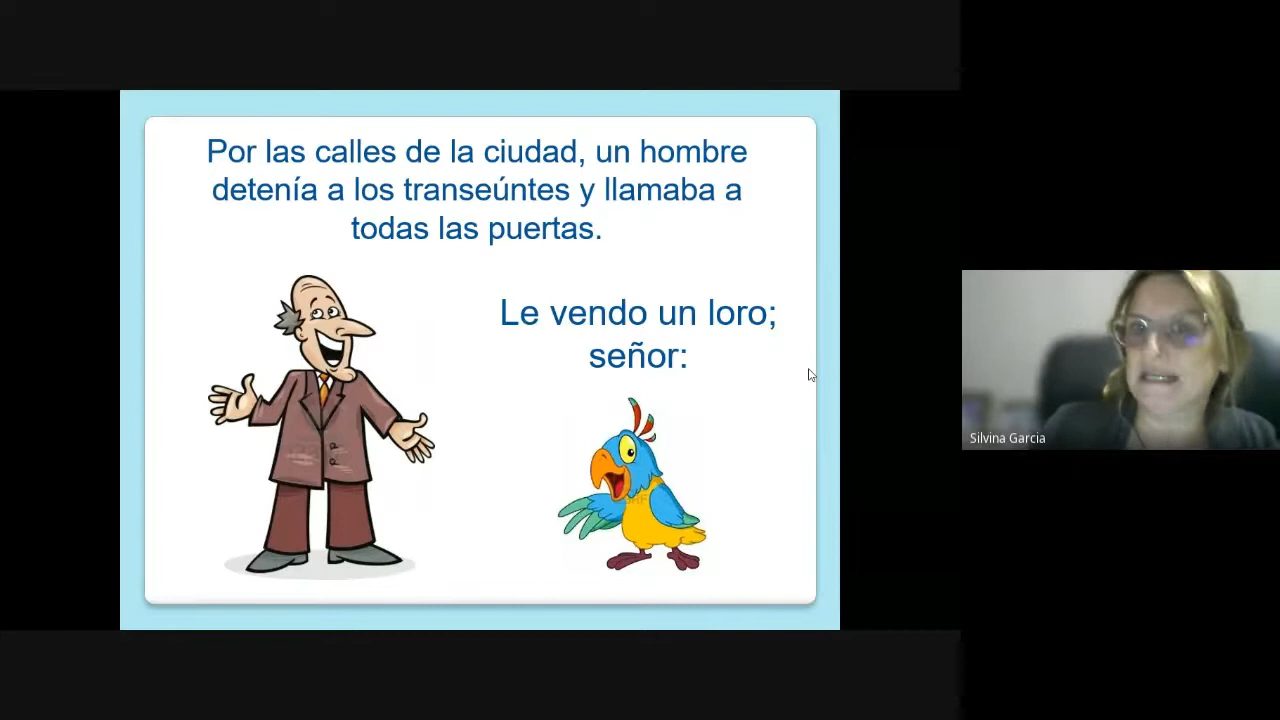 Por las calles de la ciudad, un hombre
detenía a los transeúntes y llamaba a
todas las puertas.
Le vendo un loro;
señor:
Silvina Garcia